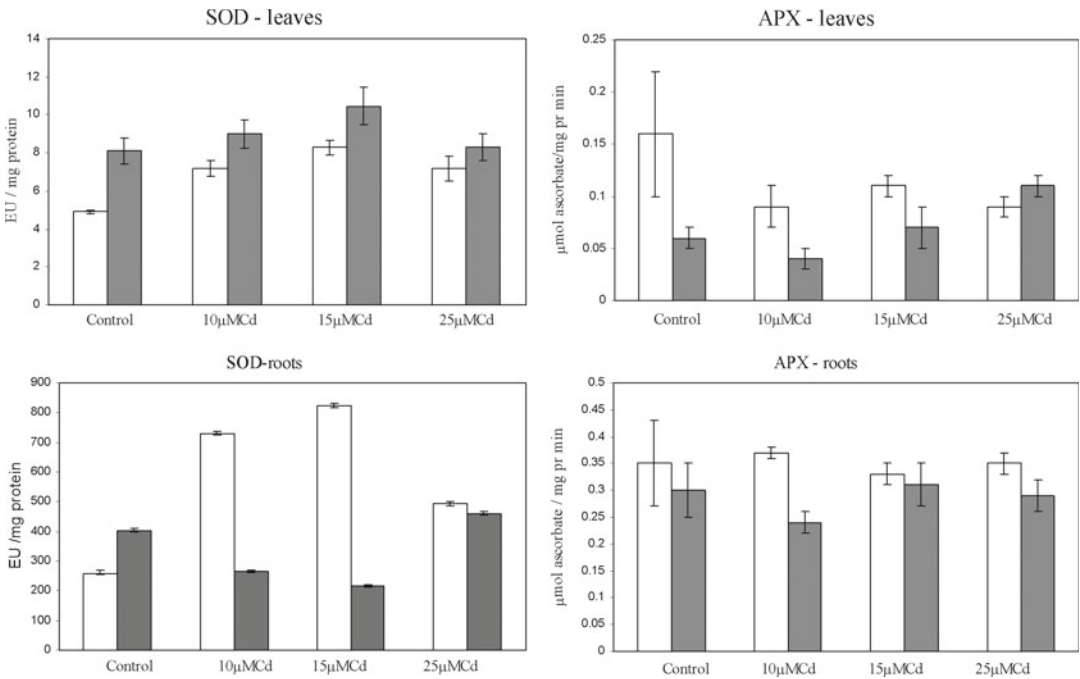 SOD - leaves
EU / mg protein
14
12
10
8
6
4
2
0
Control
10µMCd
15µMCd
25µMCd
APX - leaves
µmol ascorbate/mg pr min
0.25
0.2
0.15
0.1
0.05
0
Control
10µMCd
15µMCd
25µMCd
SOD-roots
EU /mg protein
900
800
700
600
500
400
300
200
100
0
Control
10µMCd
15µMCd
25µMCd
APX - roots
µmol ascorbate / mg pr min
0.5
0.45
0.4
0.35
0.3
0.25
0.2
0.15
0.1
0.05
0
Control
10µMCd
15µMCd
25µMCd